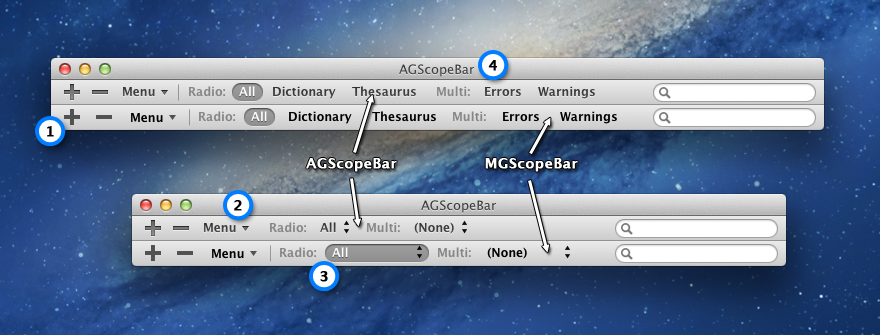 AGScopeBar 4
Menu Radio: All Dictionary Thesaurus Multi: Errors Warnings
1 Menu Radio: All Dictionary Thesaurus Multi: Errors Warnings
AGScopeBar MGScopeBar
2 AGScopeBar
Menu Radio: All Multi: (None)
Menu Radio: All Multi: (None)
3